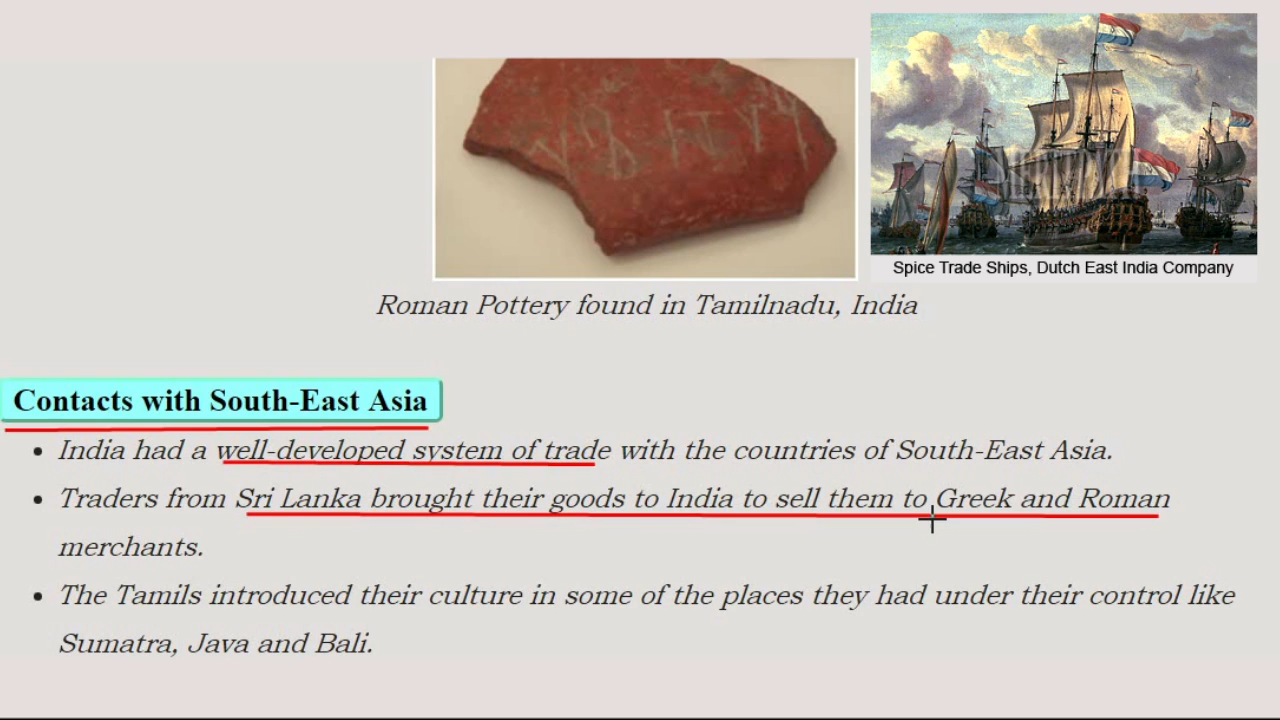 Spice Trade Ships, Dutch East India Company
Roman Pottery found in Tamilnadu, India
Contacts with South-East Asia
• India had a well-developed system of trade with the countries of South-East Asia.
• Traders from Sri Lanka brought their goods to India to sell them to Greek and Roman
merchants.
• The Tamils introduced their culture in some of the places they had under their control like
Sumatra, Java and Bali.